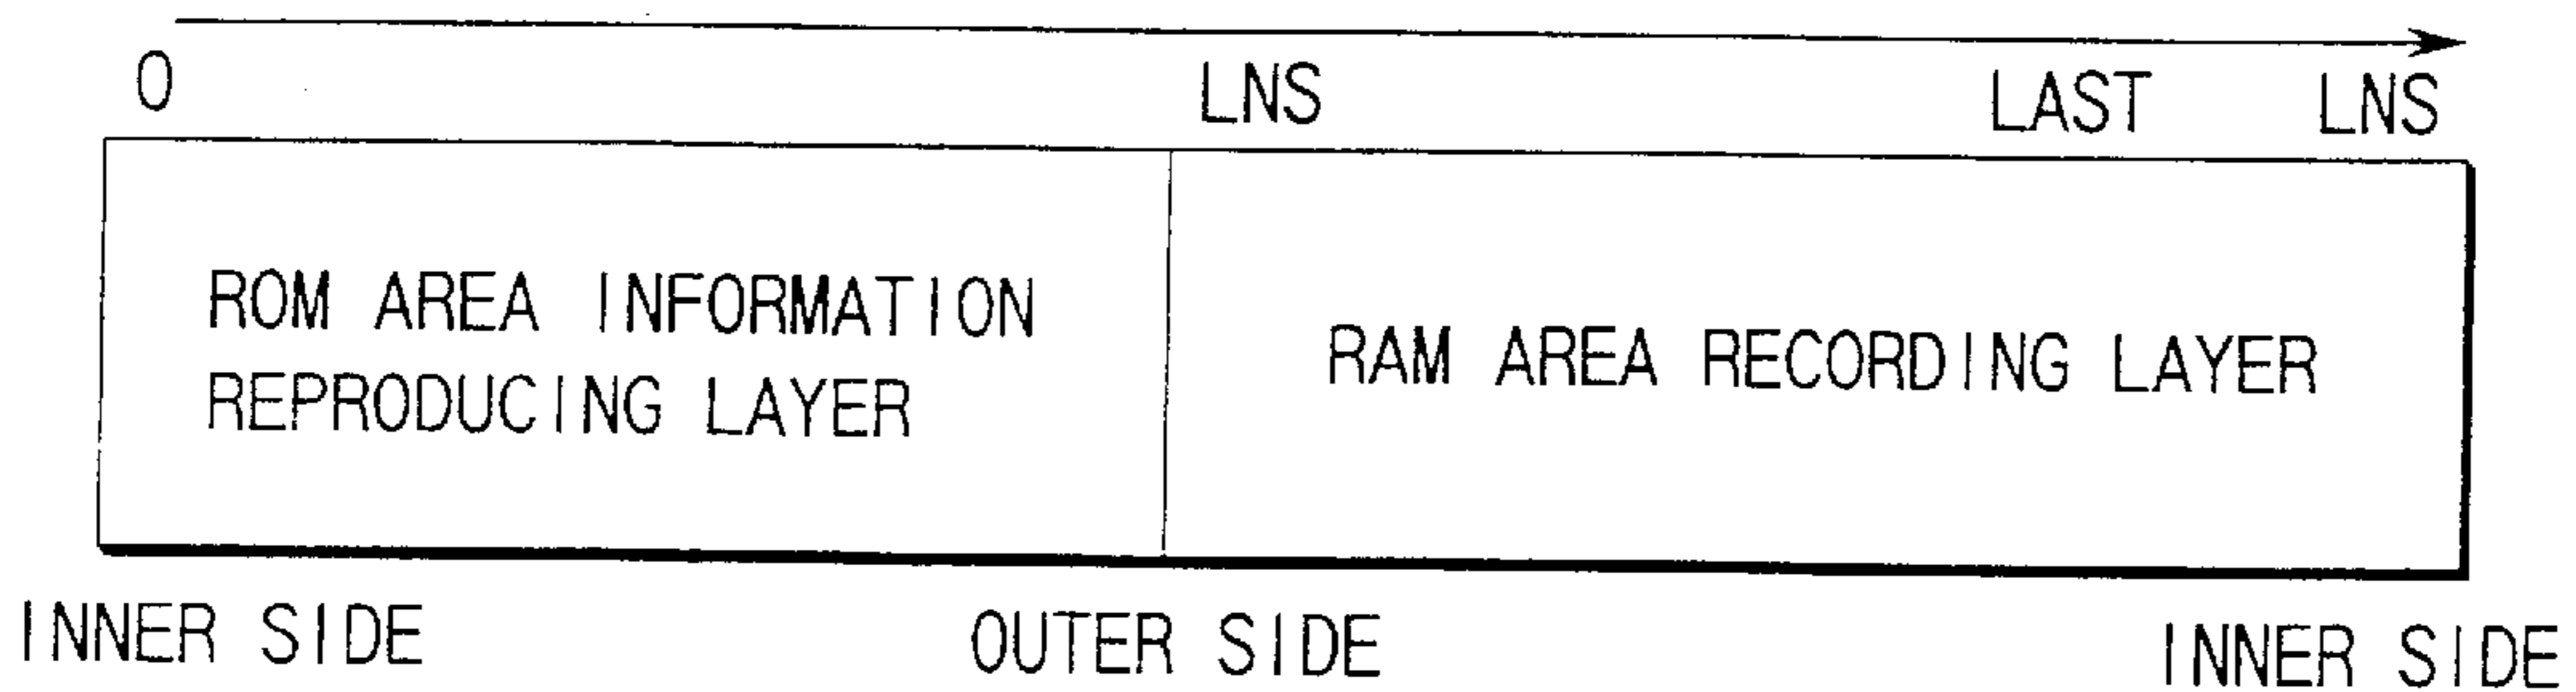 0 LNS LAST LNS
ROM AREA INFORMATION
REPRODUCING LAYER
RAM AREA RECORDING LAYER
INNER SIDE OUTER SIDE INNER SIDE